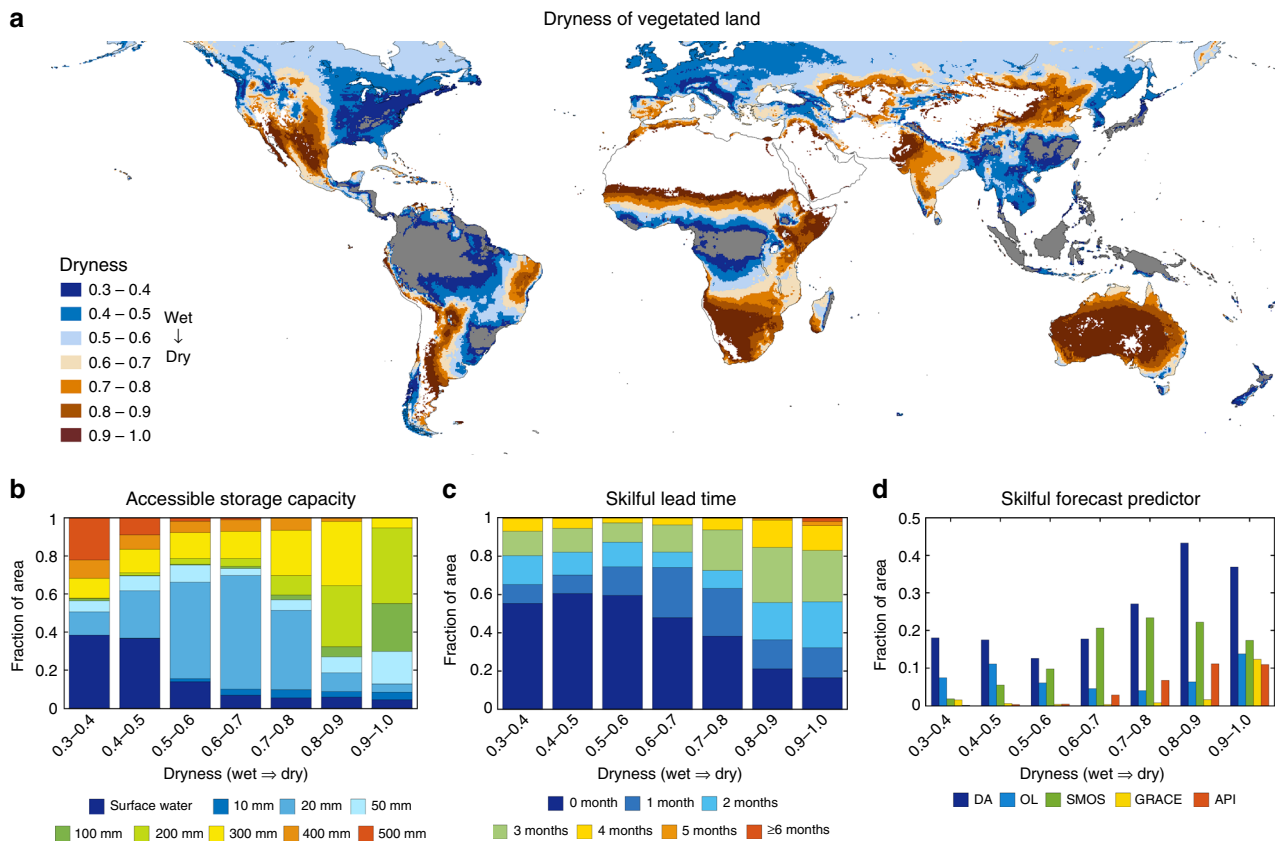 a
Dryness of vegetated land
Dryness
0.3 – 0.4
0.4 – 0.5
0.5 – 0.6
0.6 – 0.7
0.7 – 0.8
0.8 – 0.9
0.9 – 1.0
Wet
↓
Dry
b
Accessible storage capacity
Fraction of area
1
0.8
0.6
0.4
0.2
0
0.3–0.4
0.4–0.5
0.5–0.6
0.6–0.7
0.7–0.8
0.8–0.9
0.9–1.0
Dryness (wet ⇒ dry)
Surface water 10 mm 20 mm 50 mm
100 mm 200 mm 300 mm 400 mm 500 mm
c
Skilful lead time
Fraction of area
1
0.8
0.6
0.4
0.2
0
0.3–0.4
0.4–0.5
0.5–0.6
0.6–0.7
0.7–0.8
0.8–0.9
0.9–1.0
Dryness (wet ⇒ dry)
0 month 1 month 2 months
3 months 4 months 5 months ≥6 months
d
Skilful forecast predictor
Fraction of area
0.5
0.4
0.3
0.2
0.1
0
0.3–0.4
0.4–0.5
0.5–0.6
0.6–0.7
0.7–0.8
0.8–0.9
0.9–1.0
Dryness (wet ⇒ dry)
DA OL SMOS GRACE API